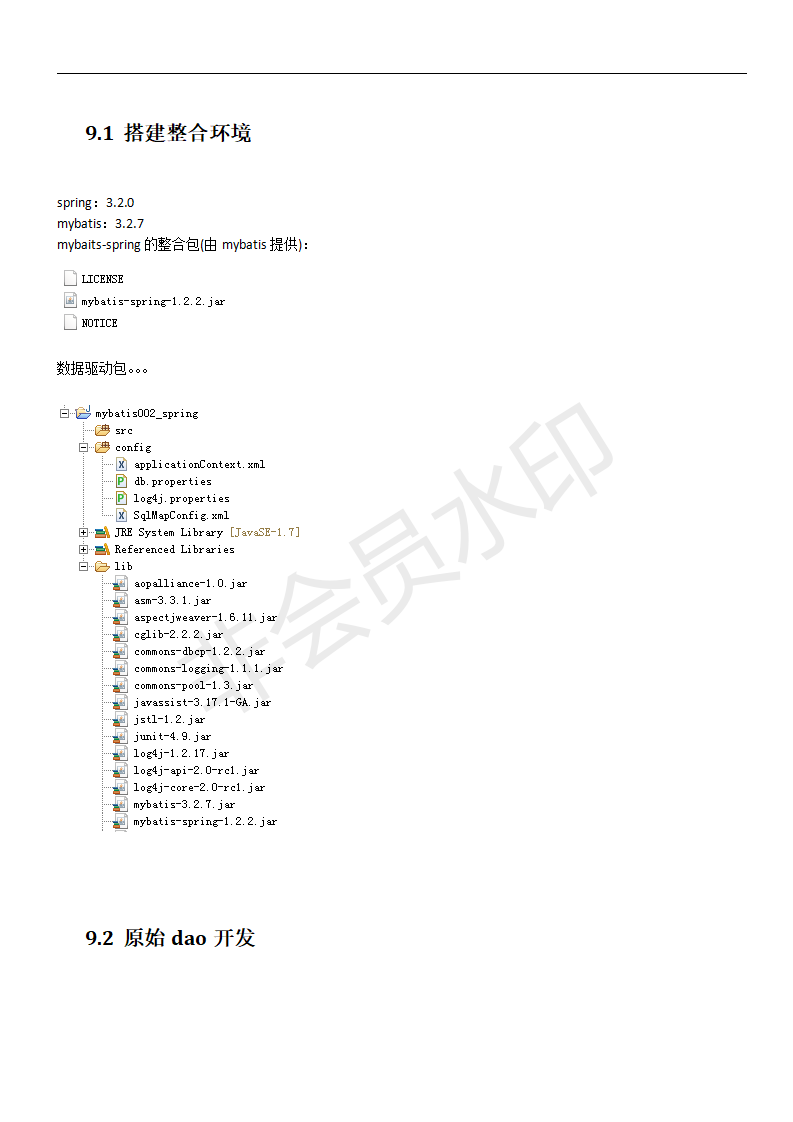 9.1 搭建整合环境
spring：3.2.0
mybatis：3.2.7
mybaits-spring 的整合包(由 mybatis 提供)：
LICENSE
mybatis-spring-1.2.2.jar
NOTICE
数据驱动包。。。
mybatis002_spring
src
config
applicationContext.xml
db.properties
log4j.properties
SqlMapConfig.xml
JRE System Library [JavaSE-1.7]
Referenced Libraries
lib
aopalliance-1.0.jar
asm-3.3.1.jar
aspectjweaver-1.6.11.jar
cglib-2.2.2.jar
commons-dbcp-1.2.2.jar
commons-logging-1.1.1.jar
commons-pool-1.3.jar
javassist-3.17.1-GA.jar
jstl-1.2.jar
junit-4.9.jar
log4j-1.2.17.jar
log4j-api-2.0-rc1.jar
log4j-core-2.0-rc1.jar
mybatis-3.2.7.jar
mybatis-spring-1.2.2.jar
非会员水印
9.2 原始 dao 开发